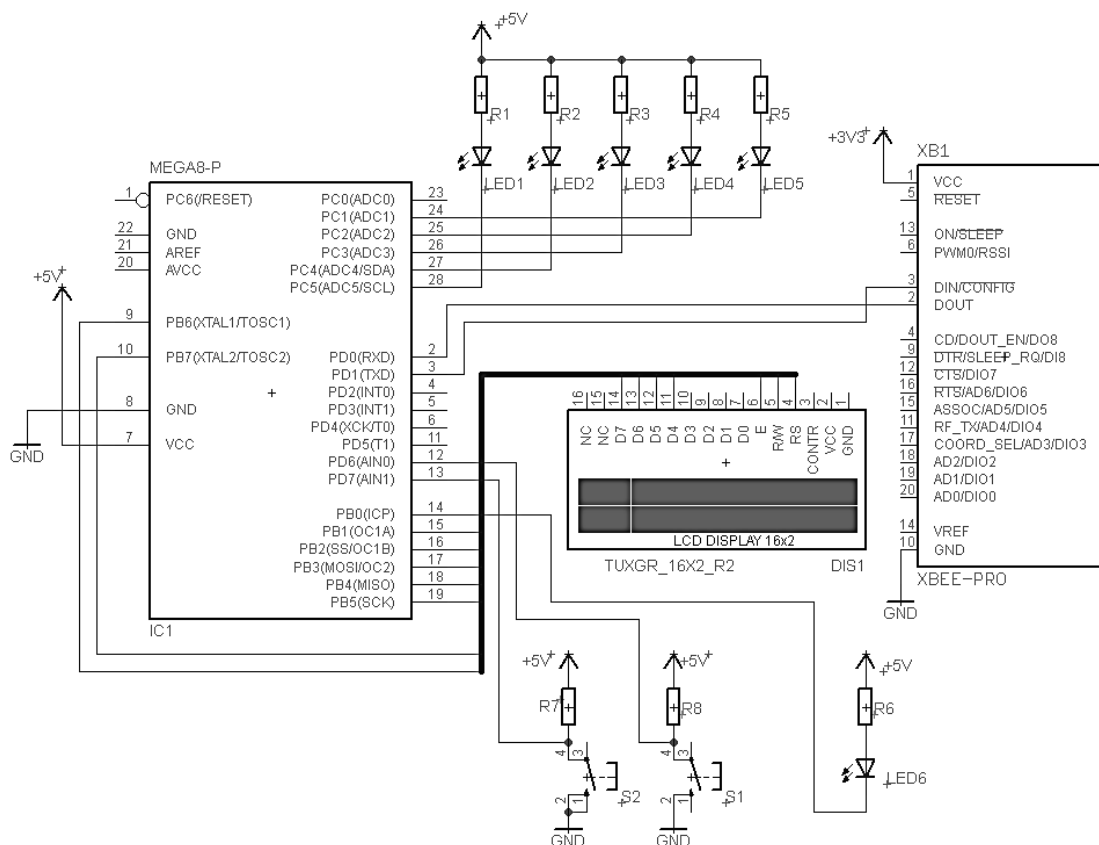 +5V
R1 R2 R3 R4 R5
LED1 LED2 LED3 LED4 LED5
MEGA8-P
1 PC6(/RESET)
22 GND
21 AREF
20 AVCC
+5V
9 PB6(XTAL1/TOSC1)
10 PB7(XTAL2/TOSC2)
8 GND
GND
7 VCC
PC0(ADC0) 23
PC1(ADC1) 24
PC2(ADC2) 25
PC3(ADC3) 26
PC4(ADC4/SDA) 27
PC5(ADC5/SCL) 28
PD0(RXD) 2
PD1(TXD) 3
PD2(INT0) 4
PD3(INT1) 5
PD4(XCK/T0) 6
PD5(T1) 11
PD6(AIN0) 12
PD7(AIN1) 13
PB0(ICP) 14
PB1(OC1A) 15
PB2(SS/OC1B) 16
PB3(MOSI/OC2) 17
PB4(MISO) 18
PB5(SCK) 19
IC1
16 15 14 13 12 11 10 9 8 7 6 5 4 3 2 1
NC NC D7 D6 D5 D4 D3 D2 D1 D0 E R/W RS CONTR VCC GND
LCD DISPLAY 16x2
TUXGR_16X2_R2 DIS1
+3V3
XB1
1 VCC
5 RESET
13 ON/SLEEP
6 PWM0/RSSI
3 DIN/CONFIG
2 DOUT
4 CD/DOUT_EN/DO8
9 DTR/SLEEP_RQ/DI8
12 CTS/DIO7
16 RTS/AD6/DIO6
15 ASSOC/AD5/DIO5
11 RF_TX/AD4/DIO4
17 COORD_SEL/AD3/DIO3
18 AD2/DIO2
19 AD1/DIO1
20 AD0/DIO0
14 VREF
10 GND
XBEE-PRO
GND
+5V +5V +5V
R7 R8 R6
4 3 4 3
S2 S1 LED6
2 1 2 1
GND GND